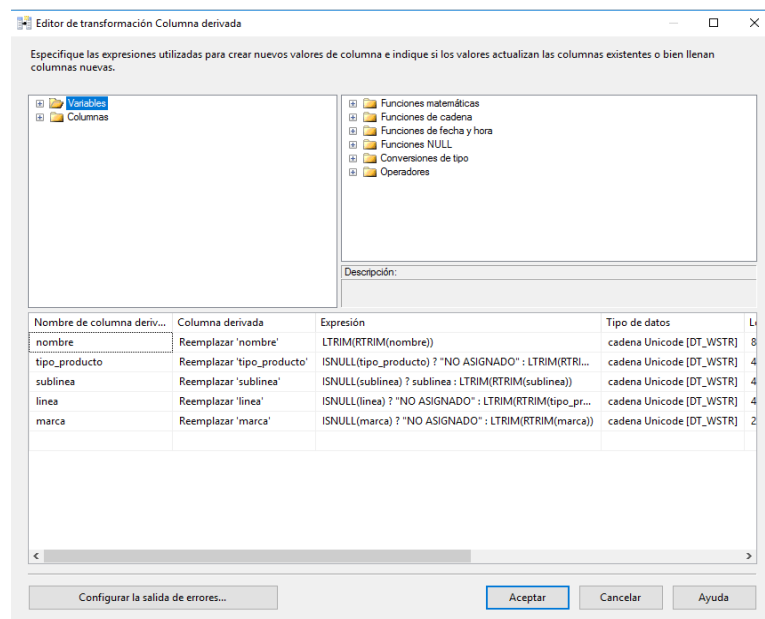 Editor de transformación Columna derivada
Especifique las expresiones utilizadas para crear nuevos valores de columna e indique si los valores actualizan las columnas existentes o bien llenan
columnas nuevas.
Variables
Columnas
Funciones matemáticas
Funciones de cadena
Funciones de fecha y hora
Funciones NULL
Conversiones de tipo
Operadores
Descripción:
Nombre de columna deriv... Columna derivada Expresión Tipo de datos L
nombre Reemplazar 'nombre' LTRIM(RTRIM(nombre)) cadena Unicode [DT_WSTR] 8
tipo_producto Reemplazar 'tipo_producto' ISNULL(tipo_producto) ? "NO ASIGNADO" : LTRIM(RTRI... cadena Unicode [DT_WSTR] 4
sublinea Reemplazar 'sublinea' ISNULL(sublinea) ? sublinea : LTRIM(RTRIM(sublinea)) cadena Unicode [DT_WSTR] 4
linea Reemplazar 'linea' ISNULL(linea) ? "NO ASIGNADO" : LTRIM(RTRIM(tipo_pr... cadena Unicode [DT_WSTR] 4
marca Reemplazar 'marca' ISNULL(marca) ? "NO ASIGNADO" : LTRIM(RTRIM(marca)) cadena Unicode [DT_WSTR] 2
Configurar la salida de errores... Aceptar Cancelar Ayuda